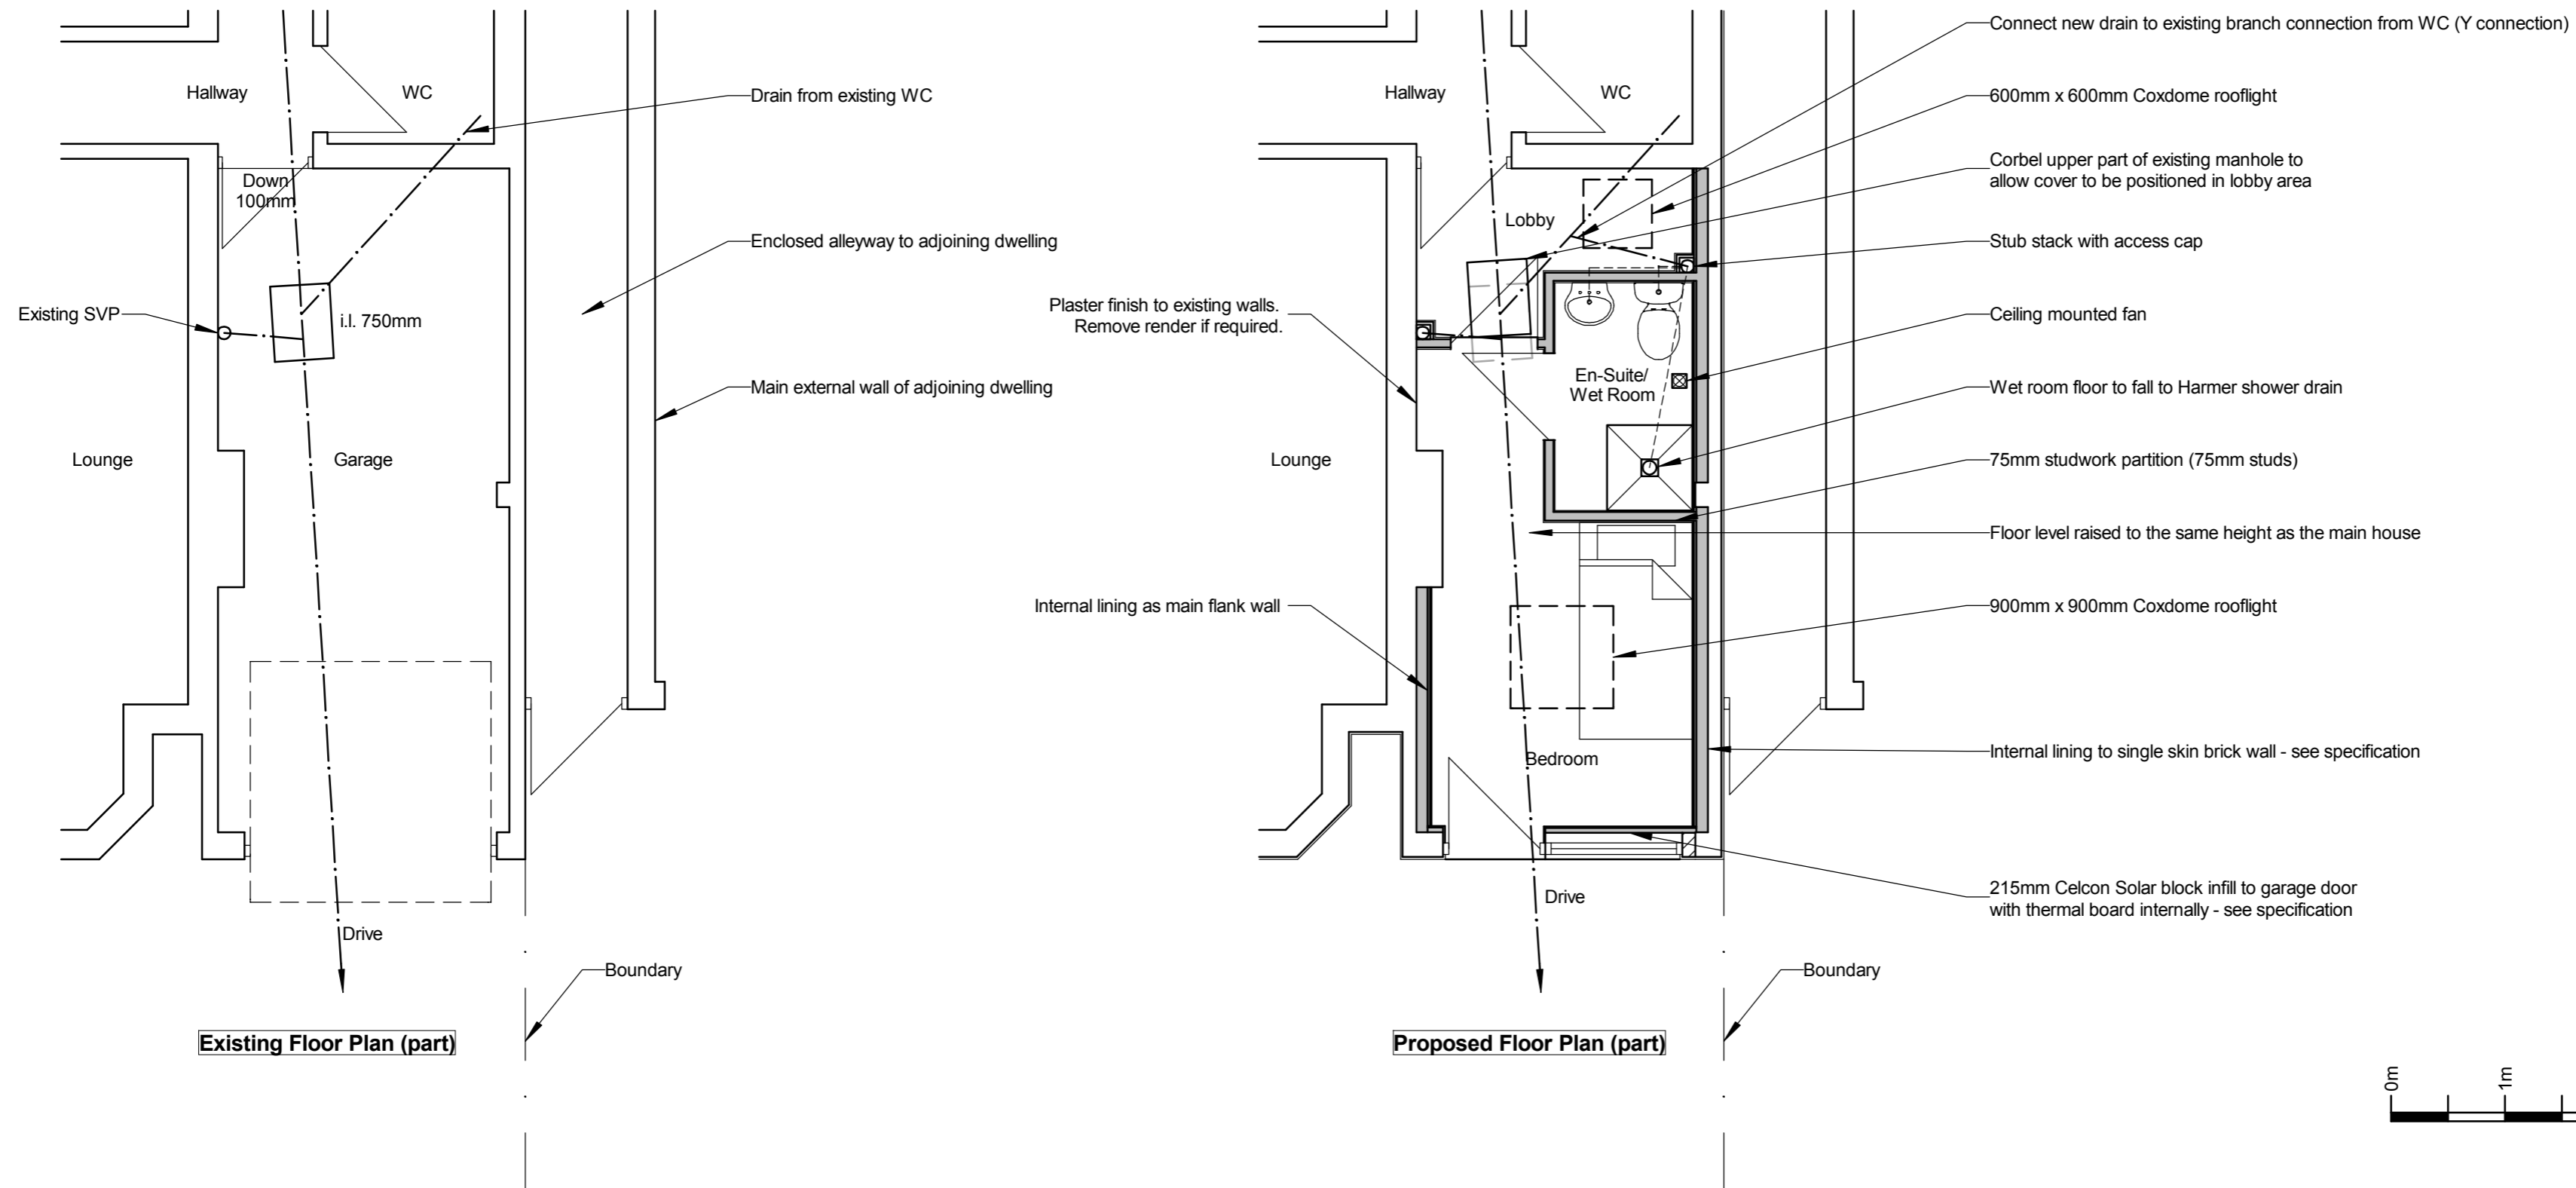 Hallway
WC
Drain from existing WC
Down
100mm
Enclosed alleyway to adjoining dwelling
Existing SVP
i.l. 750mm
Main external wall of adjoining dwelling
Lounge
Garage
Drive
Boundary
Existing Floor Plan (part)
Connect new drain to existing branch connection from WC (Y connection)
Hallway
WC
600mm x 600mm Coxdome rooflight
Corbel upper part of existing manhole to
allow cover to be positioned in lobby area
Lobby
Stub stack with access cap
Plaster finish to existing walls.
Remove render if required.
Ceiling mounted fan
En-Suite/
Wet Room
Wet room floor to fall to Harmer shower drain
Lounge
75mm studwork partition (75mm studs)
Floor level raised to the same height as the main house
Internal lining as main flank wall
900mm x 900mm Coxdome rooflight
Bedroom
Internal lining to single skin brick wall - see specification
215mm Celcon Solar block infill to garage door
with thermal board internally - see specification
Drive
Boundary
Proposed Floor Plan (part)
0m
1m